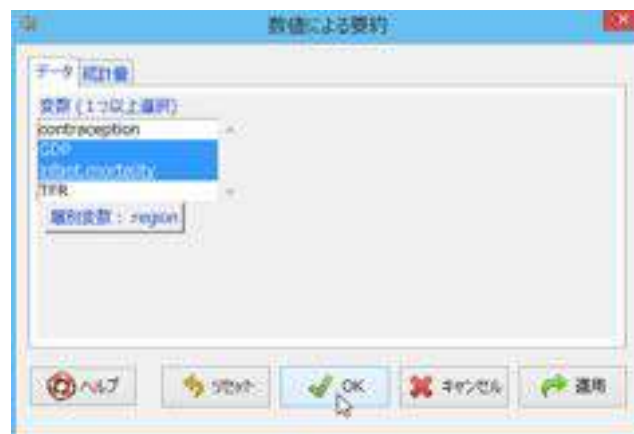 数値による要約
データ 統計量
変数 (1つ以上選択)
contraception
GDP
infant.mortality
TFR
層別変数: region
ヘルプ リセット OK キャンセル 適用